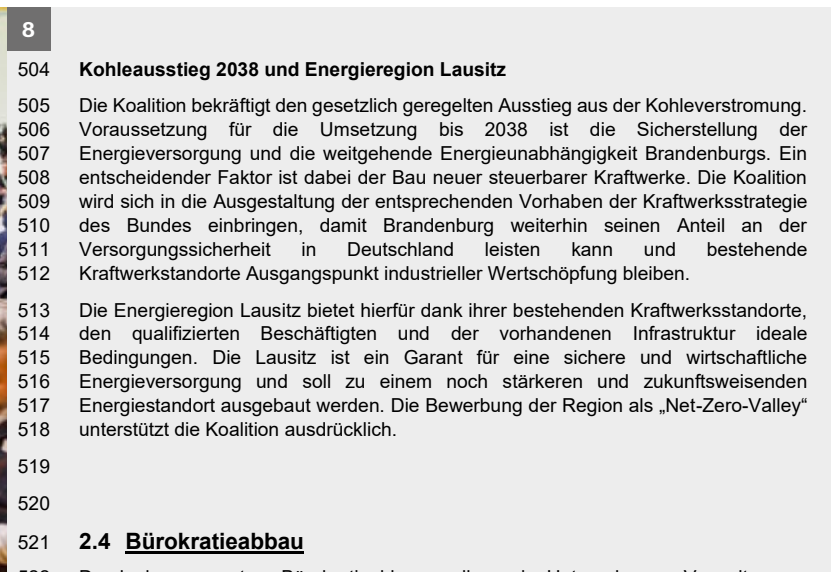 8
504 Kohleausstieg 2038 und Energieregion Lausitz
505 Die Koalition bekräftigt den gesetzlich geregelten Ausstieg aus der Kohleverstromung.
506 Voraussetzung für die Umsetzung bis 2038 ist die Sicherstellung der
507 Energieversorgung und die weitgehende Energieunabhängigkeit Brandenburgs. Ein
508 entscheidender Faktor ist dabei der Bau neuer steuerbarer Kraftwerke. Die Koalition
509 wird sich in die Ausgestaltung der entsprechenden Vorhaben der Kraftwerksstrategie
510 des Bundes einbringen, damit Brandenburg weiterhin seinen Anteil an der
511 Versorgungssicherheit in Deutschland leisten kann und bestehende
512 Kraftwerkstandorte Ausgangspunkt industrieller Wertschöpfung bleiben.
513 Die Energieregion Lausitz bietet hierfür dank ihrer bestehenden Kraftwerksstandorte,
514 den qualifizierten Beschäftigten und der vorhandenen Infrastruktur ideale
515 Bedingungen. Die Lausitz ist ein Garant für eine sichere und wirtschaftliche
516 Energieversorgung und soll zu einem noch stärkeren und zukunftsweisenden
517 Energiestandort ausgebaut werden. Die Bewerbung der Region als „Net-Zero-Valley“
518 unterstützt die Koalition ausdrücklich.
519
520
521 2.4 Bürokratieabbau